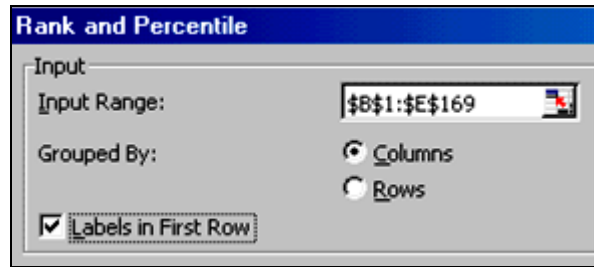 Rank and Percentile
Input
Input Range: $B$1:$E$169
Grouped By: Columns
Rows
Labels in First Row